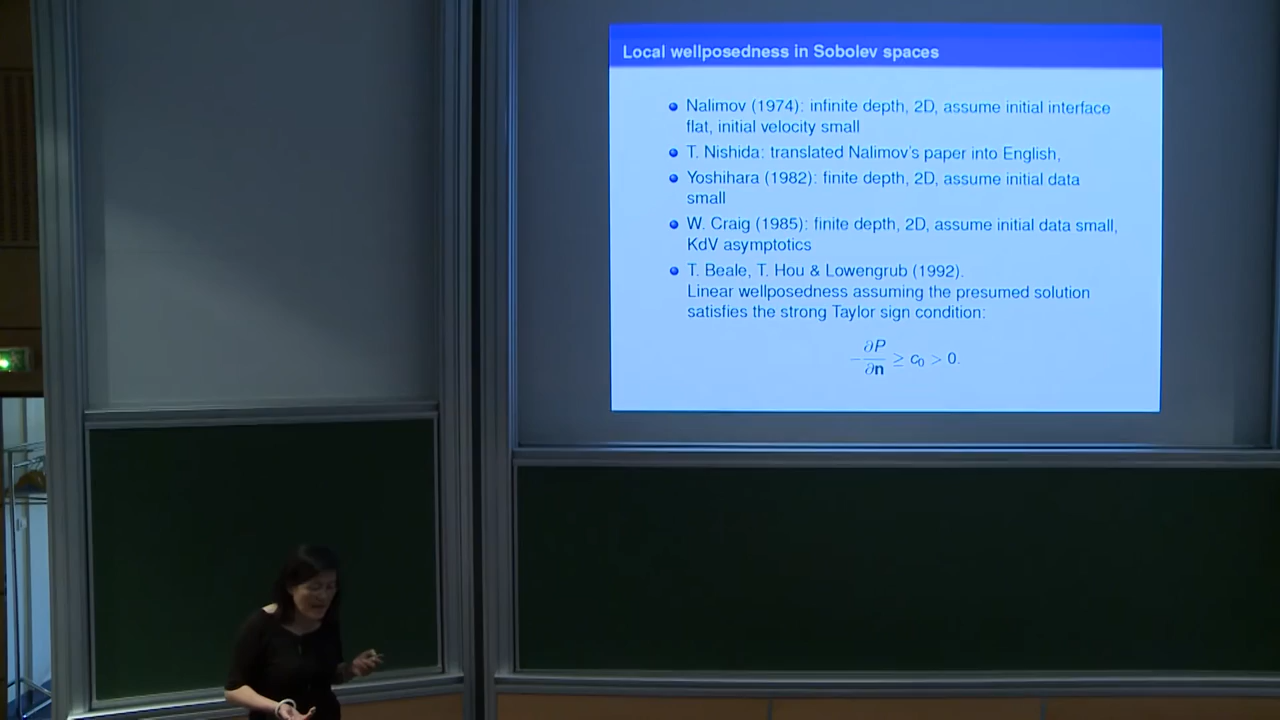 Local wellposedness in Sobolev spaces
Nalimov (1974): infinite depth, 2D, assume initial interface
flat, initial velocity small
T. Nishida: translated Nalimov's paper into English,
Yoshihara (1982): finite depth, 2D, assume initial data
small
W. Craig (1985): finite depth, 2D, assume initial data small,
KdV asymptotics
T. Beale, T. Hou & Lowengrub (1992).
Linear wellposedness assuming the presumed solution
satisfies the strong Taylor sign condition:
−∂P/∂n ≥ c₀ > 0.